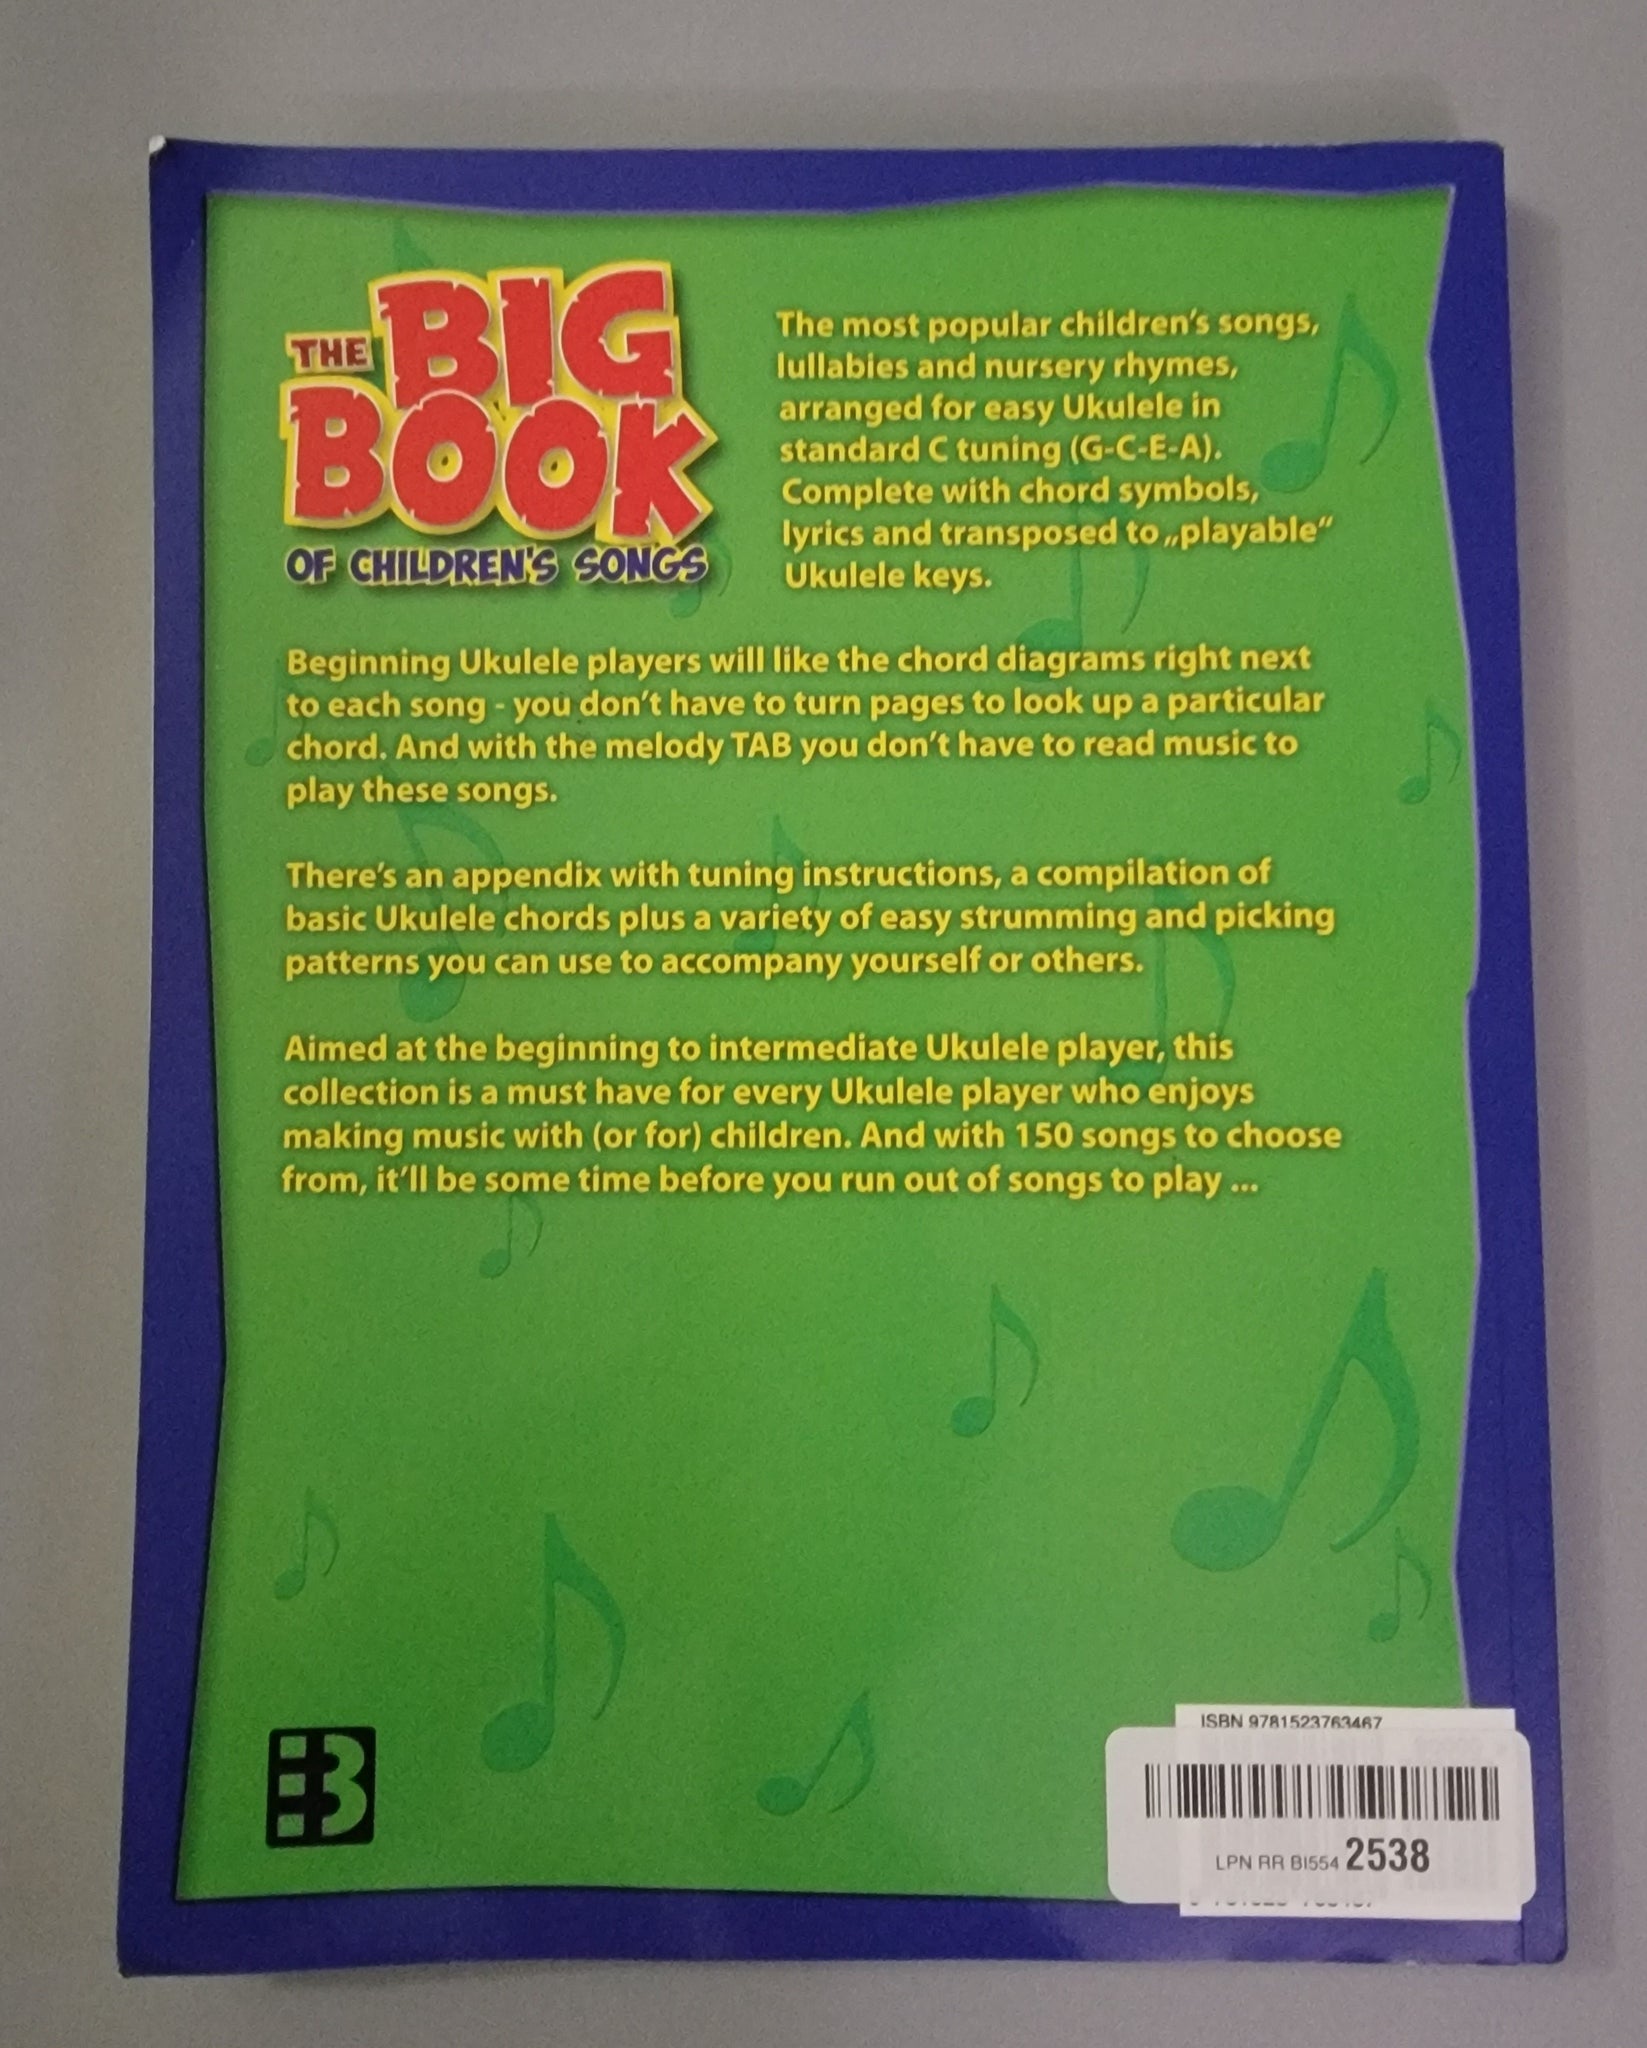 THE BIG
BOOK
OF CHILDREN'S SONGS
The most popular children's songs,
lullabies and nursery rhymes,
arranged for easy Ukulele in
standard C tuning (G-C-E-A).
Complete with chord symbols,
lyrics and transposed to „playable“
Ukulele keys.
Beginning Ukulele players will like the chord diagrams right next
to each song - you don't have to turn pages to look up a particular
chord. And with the melody TAB you don't have to read music to
play these songs.
There's an appendix with tuning instructions, a compilation of
basic Ukulele chords plus a variety of easy strumming and picking
patterns you can use to accompany yourself or others.
Aimed at the beginning to intermediate Ukulele player, this
collection is a must have for every Ukulele player who enjoys
making music with (or for) children. And with 150 songs to choose
from, it'll be some time before you run out of songs to play ...
ISBN 9781523763467
LPN RR BI554 2538